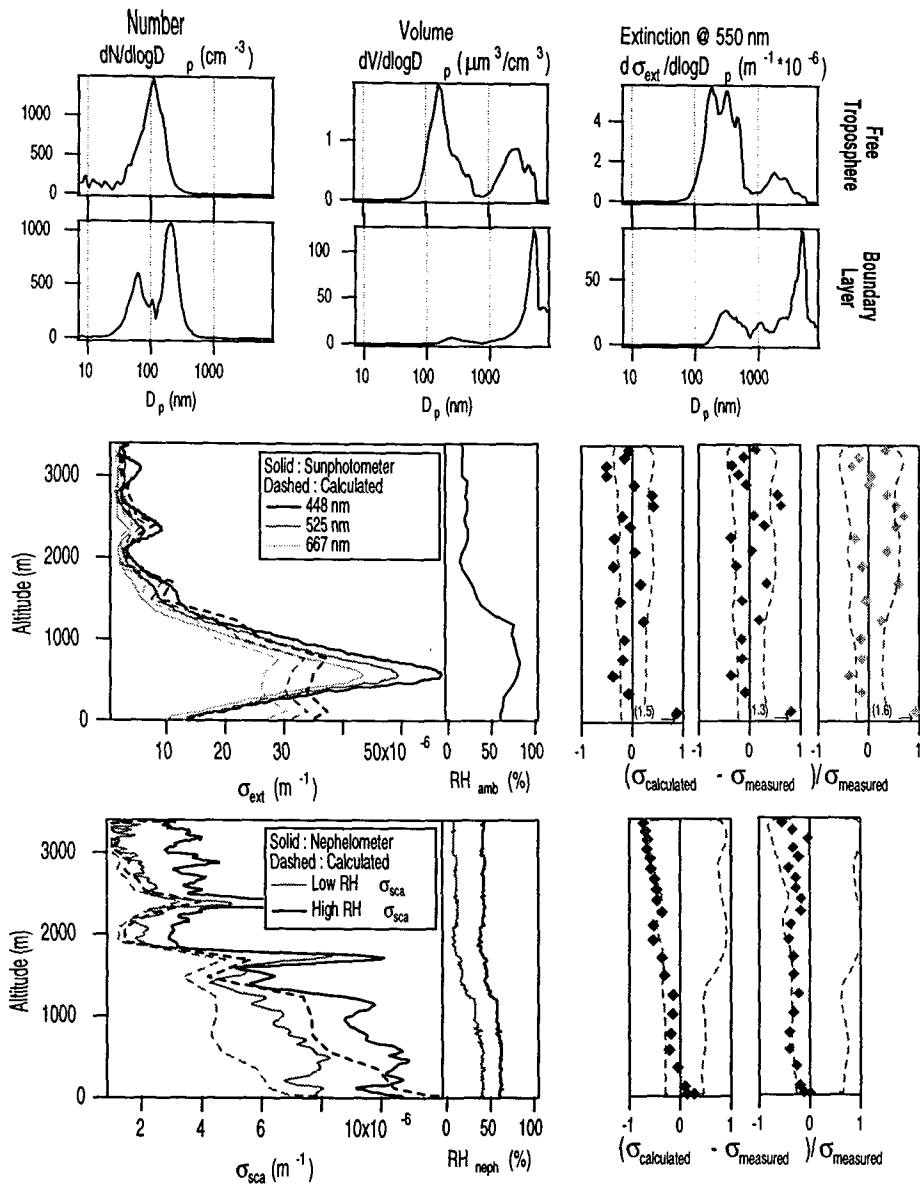 Number
dN/dlogD p (cm -3)
Volume
dV/dlogD p (μm3/cm3)
Extinction @ 550 nm
dσext/dlogD p (m-1*10-6)
1000
500
0
1
0
4
2
0
Free
Troposphere
1000
500
0
100
50
0
50
0
Boundary
Layer
10 100 1000
10 100 1000
10 100 1000
Dp (nm)
Dp (nm)
Dp (nm)
3000
2000
1000
0
Altitude (m)
Solid : Sunphotometer
Dashed : Calculated
448 nm
525 nm
667 nm
10 30 50x10 -6
σext (m-1)
0 50 100
RH amb (%)
(1.5)
1.3)
(1.6)
-1 0 1
-1 0 1
-1 0 1
(σcalculated - σmeasured)/σmeasured
3000
2000
1000
0
Altitude (m)
Solid : Nephelometer
Dashed : Calculated
Low RH σsca
High RH σsca
2 4 6 8 10x10 -6
σsca (m-1)
0 50 100
RH neph (%)
-1 0 1
-1 0 1
(σcalculated - σmeasured)/σmeasured